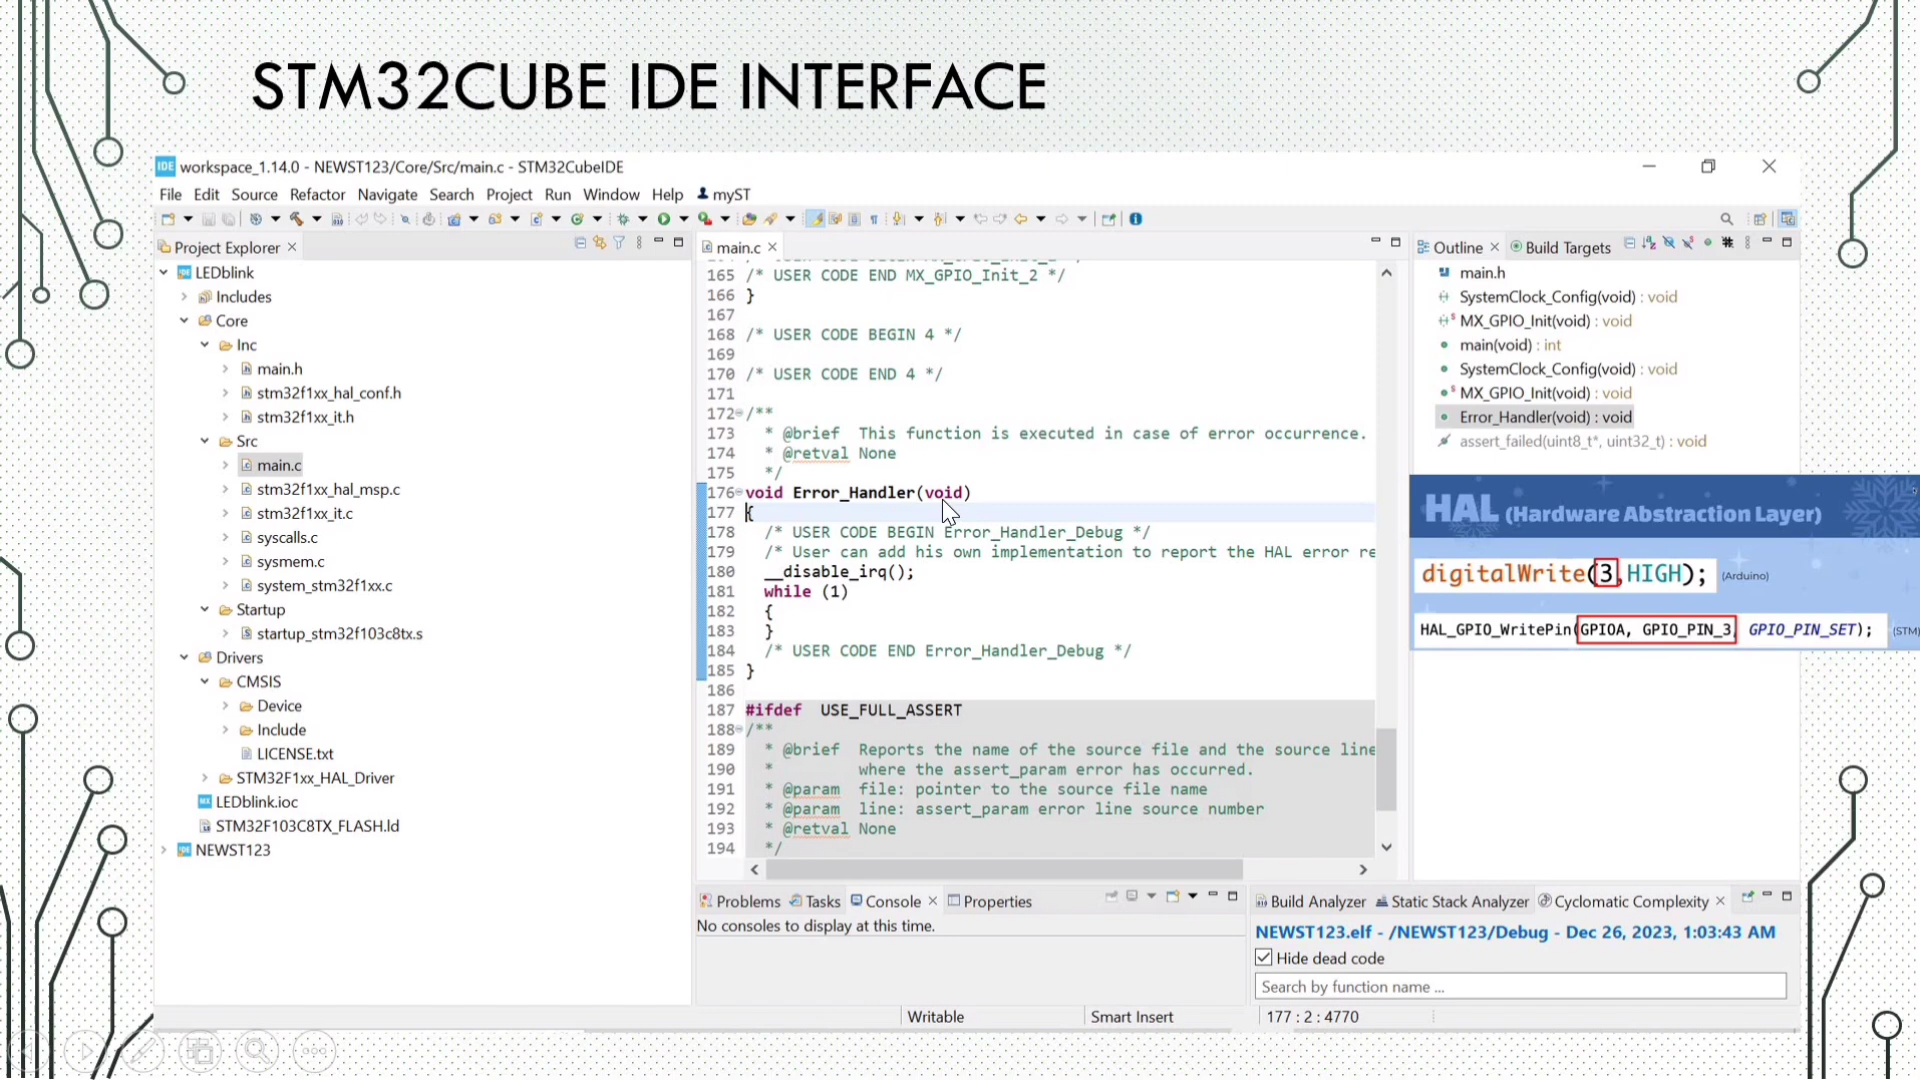 STM32CUBE IDE INTERFACE
IDE workspace_1.14.0 - NEWST123/Core/Src/main.c - STM32CubeIDE
File Edit Source Refactor Navigate Search Project Run Window Help myST
Project Explorer
LEDblink
Includes
Core
Inc
main.h
stm32f1xx_hal_conf.h
stm32f1xx_it.h
Src
main.c
stm32f1xx_hal_msp.c
stm32f1xx_it.c
syscalls.c
sysmem.c
system_stm32f1xx.c
Startup
startup_stm32f103c8tx.s
Drivers
CMSIS
Device
Include
LICENSE.txt
STM32F1xx_HAL_Driver
LEDblink.ioc
STM32F103C8TX_FLASH.ld
NEWST123
main.c
165 /* USER CODE END MX_GPIO_Init_2 */
166 }
167
168 /* USER CODE BEGIN 4 */
169
170 /* USER CODE END 4 */
171
172 /**
173 * @brief This function is executed in case of error occurrence.
174 * @retval None
175 */
176 void Error_Handler(void)
177 {
178 /* USER CODE BEGIN Error_Handler_Debug */
179 /* User can add his own implementation to report the HAL error re
180 __disable_irq();
181 while (1)
182 {
183 }
184 /* USER CODE END Error_Handler_Debug */
185 }
186
187 #ifdef USE_FULL_ASSERT
188 /**
189 * @brief Reports the name of the source file and the source line
190 * where the assert_param error has occurred.
191 * @param file: pointer to the source file name
192 * @param line: assert_param error line source number
193 * @retval None
194 */
Outline Build Targets
main.h
SystemClock_Config(void) : void
MX_GPIO_Init(void) : void
main(void) : int
SystemClock_Config(void) : void
MX_GPIO_Init(void) : void
Error_Handler(void) : void
assert_failed(uint8_t*, uint32_t) : void
HAL (Hardware Abstraction Layer)
digitalWrite(3,HIGH); (Arduino)
HAL_GPIO_WritePin(GPIOA, GPIO_PIN_3, GPIO_PIN_SET); (STM
Problems Tasks Console Properties
No consoles to display at this time.
Build Analyzer Static Stack Analyzer Cyclomatic Complexity
NEWST123.elf - /NEWST123/Debug - Dec 26, 2023, 1:03:43 AM
Hide dead code
Search by function name ...
Writable Smart Insert 177 : 2 : 4770